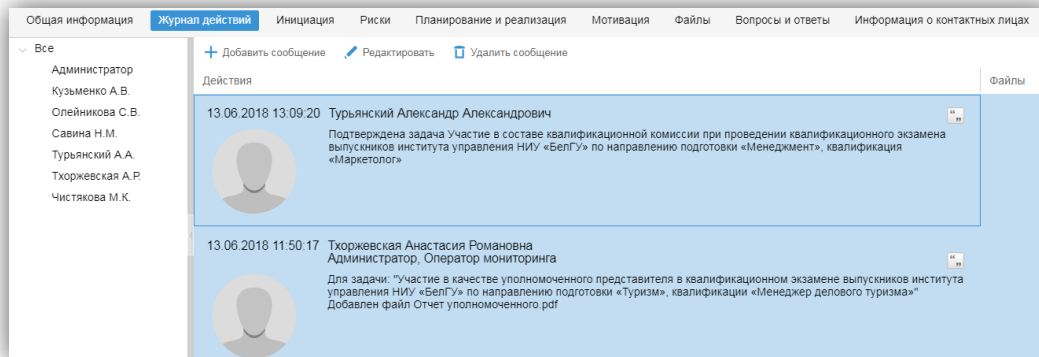 Общая информация Журнал действий Инициация Риски Планирование и реализация Мотивация Файлы Вопросы и ответы Информация о контактных лицах
Все
Администратор
Кузьменко А.В.
Олейникова С.В.
Савина Н.М.
Турьянский А.А.
Тхоржевская А.Р.
Чистякова М.К.
Добавить сообщение Редактировать Удалить сообщение
Действия Файлы
13.06.2018 13:09:20 Турьянский Александр Александрович
Подтверждена задача Участие в составе квалификационной комиссии при проведении квалификационного экзамена
выпускников института управления НИУ «БелГУ» по направлению подготовки «Менеджмент», квалификация
«Маркетолог»
13.06.2018 11:50:17 Тхоржевская Анастасия Романовна
Администратор, Оператор мониторинга
Для задачи: "Участие в качестве уполномоченного представителя в квалификационном экзамене выпускников института
управления НИУ «БелГУ» по направлению подготовки «Туризм», квалификации «Менеджер делового туризма»"
Добавлен файл Отчет уполномоченного.pdf